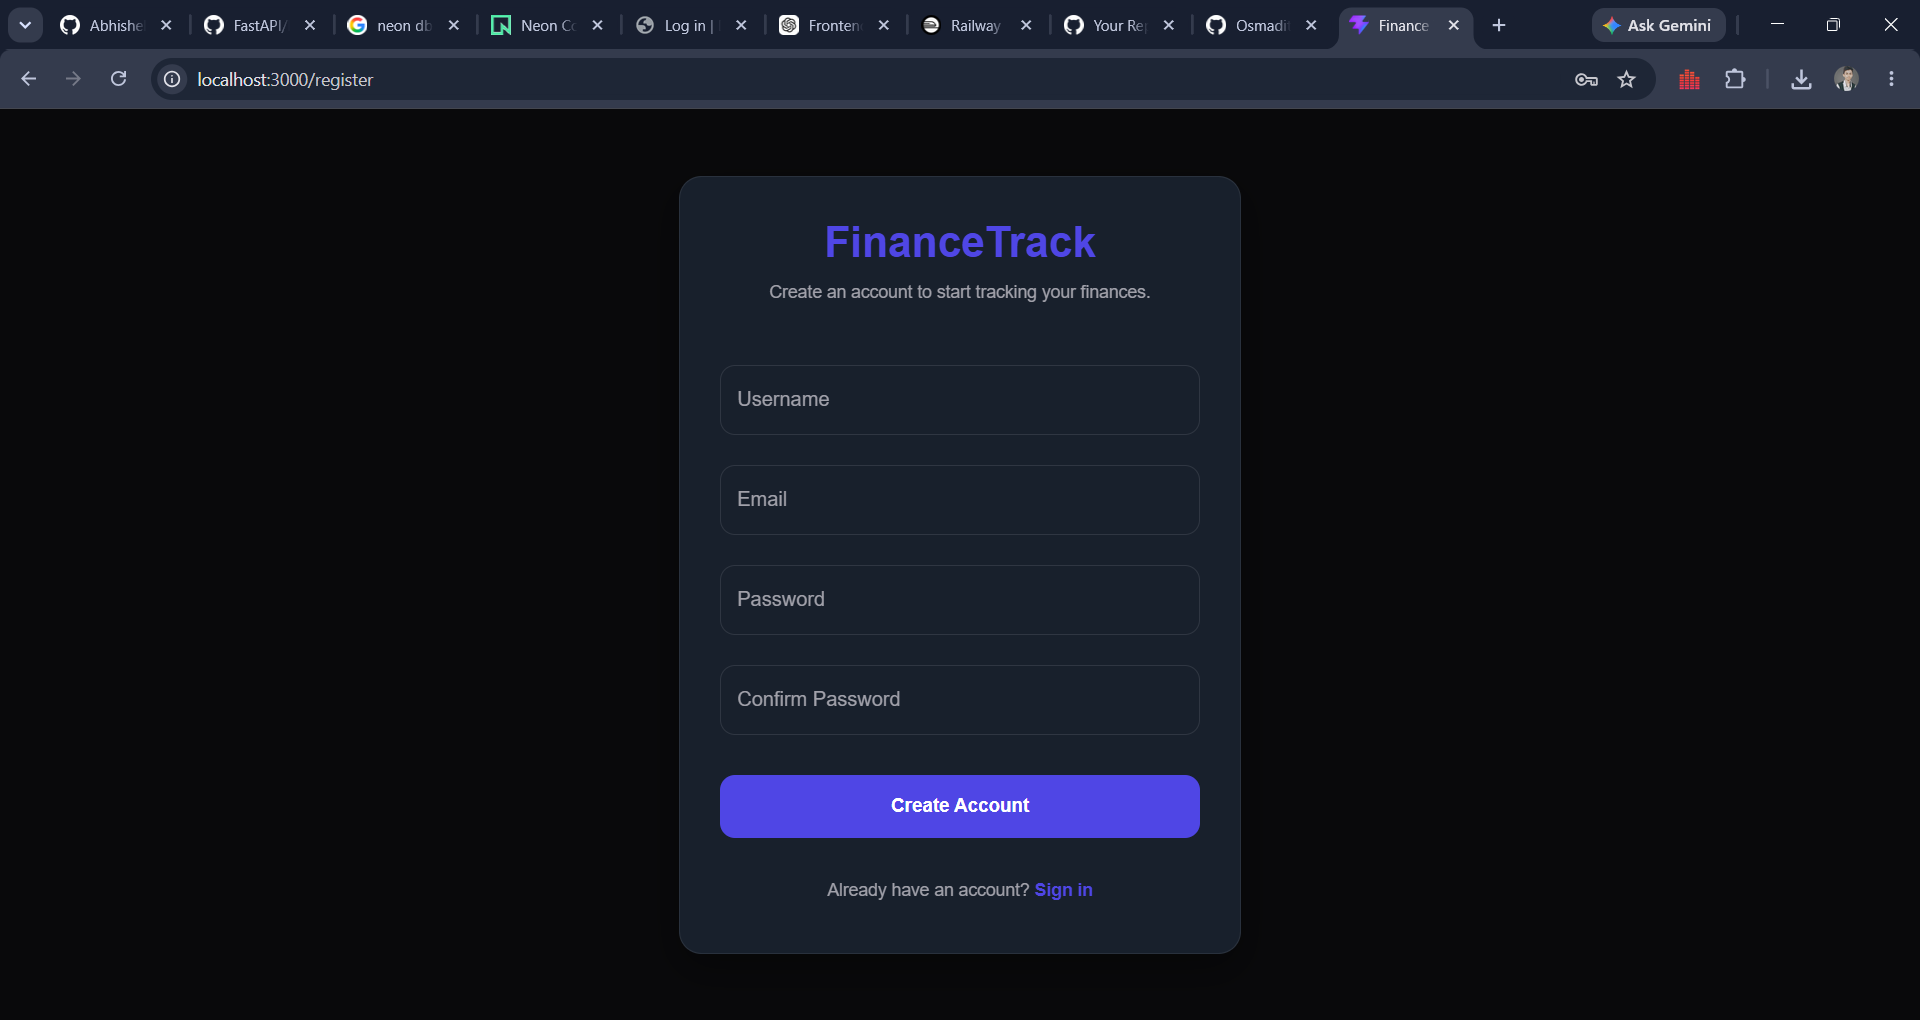 Abhishe
FastAPI/
neon db
Neon Co
Log in |
Fronten
Railway
Your Re
Osmadi
Finance
Ask Gemini
localhost:3000/register
FinanceTrack
Create an account to start tracking your finances.
Username
Email
Password
Confirm Password
Create Account
Already have an account? Sign in